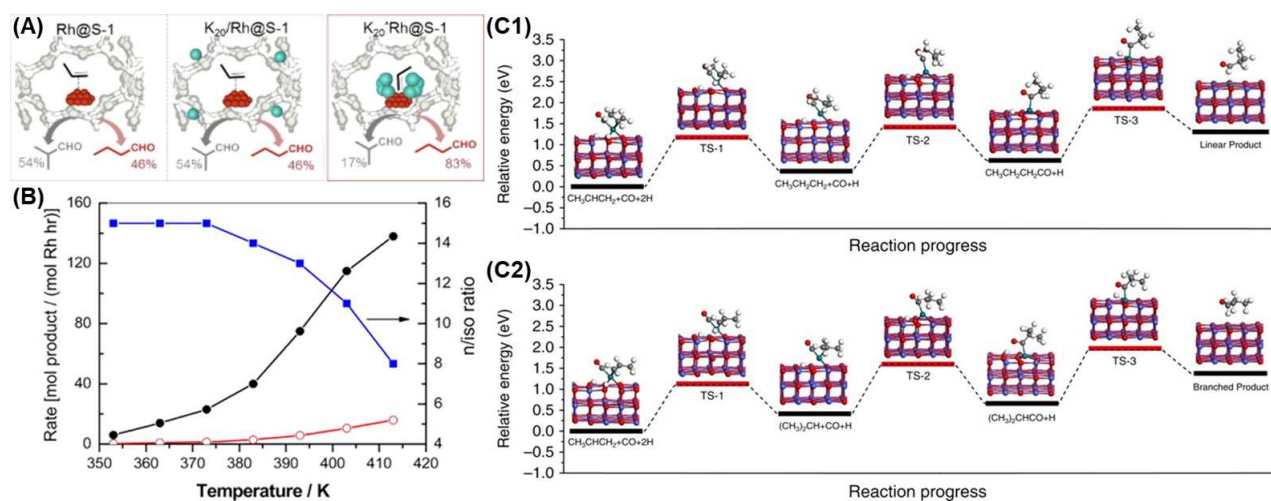 (A)
Rh@S-1
K20/Rh@S-1
K20*Rh@S-1
CHO
54%
CHO
46%
CHO
54%
CHO
46%
CHO
17%
CHO
83%
(B)
160
120
80
40
0
Rate [mol product / (mol Rh hr)]
16
14
12
10
8
6
4
n/iso ratio
350 360 370 380 390 400 410 420
Temperature / K
(C1)
3.5
3.0
2.5
2.0
1.5
1.0
0.5
0.0
−0.5
−1.0
Relative energy (eV)
CH3CHCH2+CO+2H
TS-1
CH3CH2CH2+CO+H
TS-2
CH3CH2CH2CO+H
TS-3
Linear Product
Reaction progress
(C2)
3.5
3.0
2.5
2.0
1.5
1.0
0.5
0.0
−0.5
−1.0
Relative energy (eV)
CH3CHCH2+CO+2H
TS-1
(CH3)2CH+CO+H
TS-2
(CH3)2CHCO+H
TS-3
Branched Product
Reaction progress